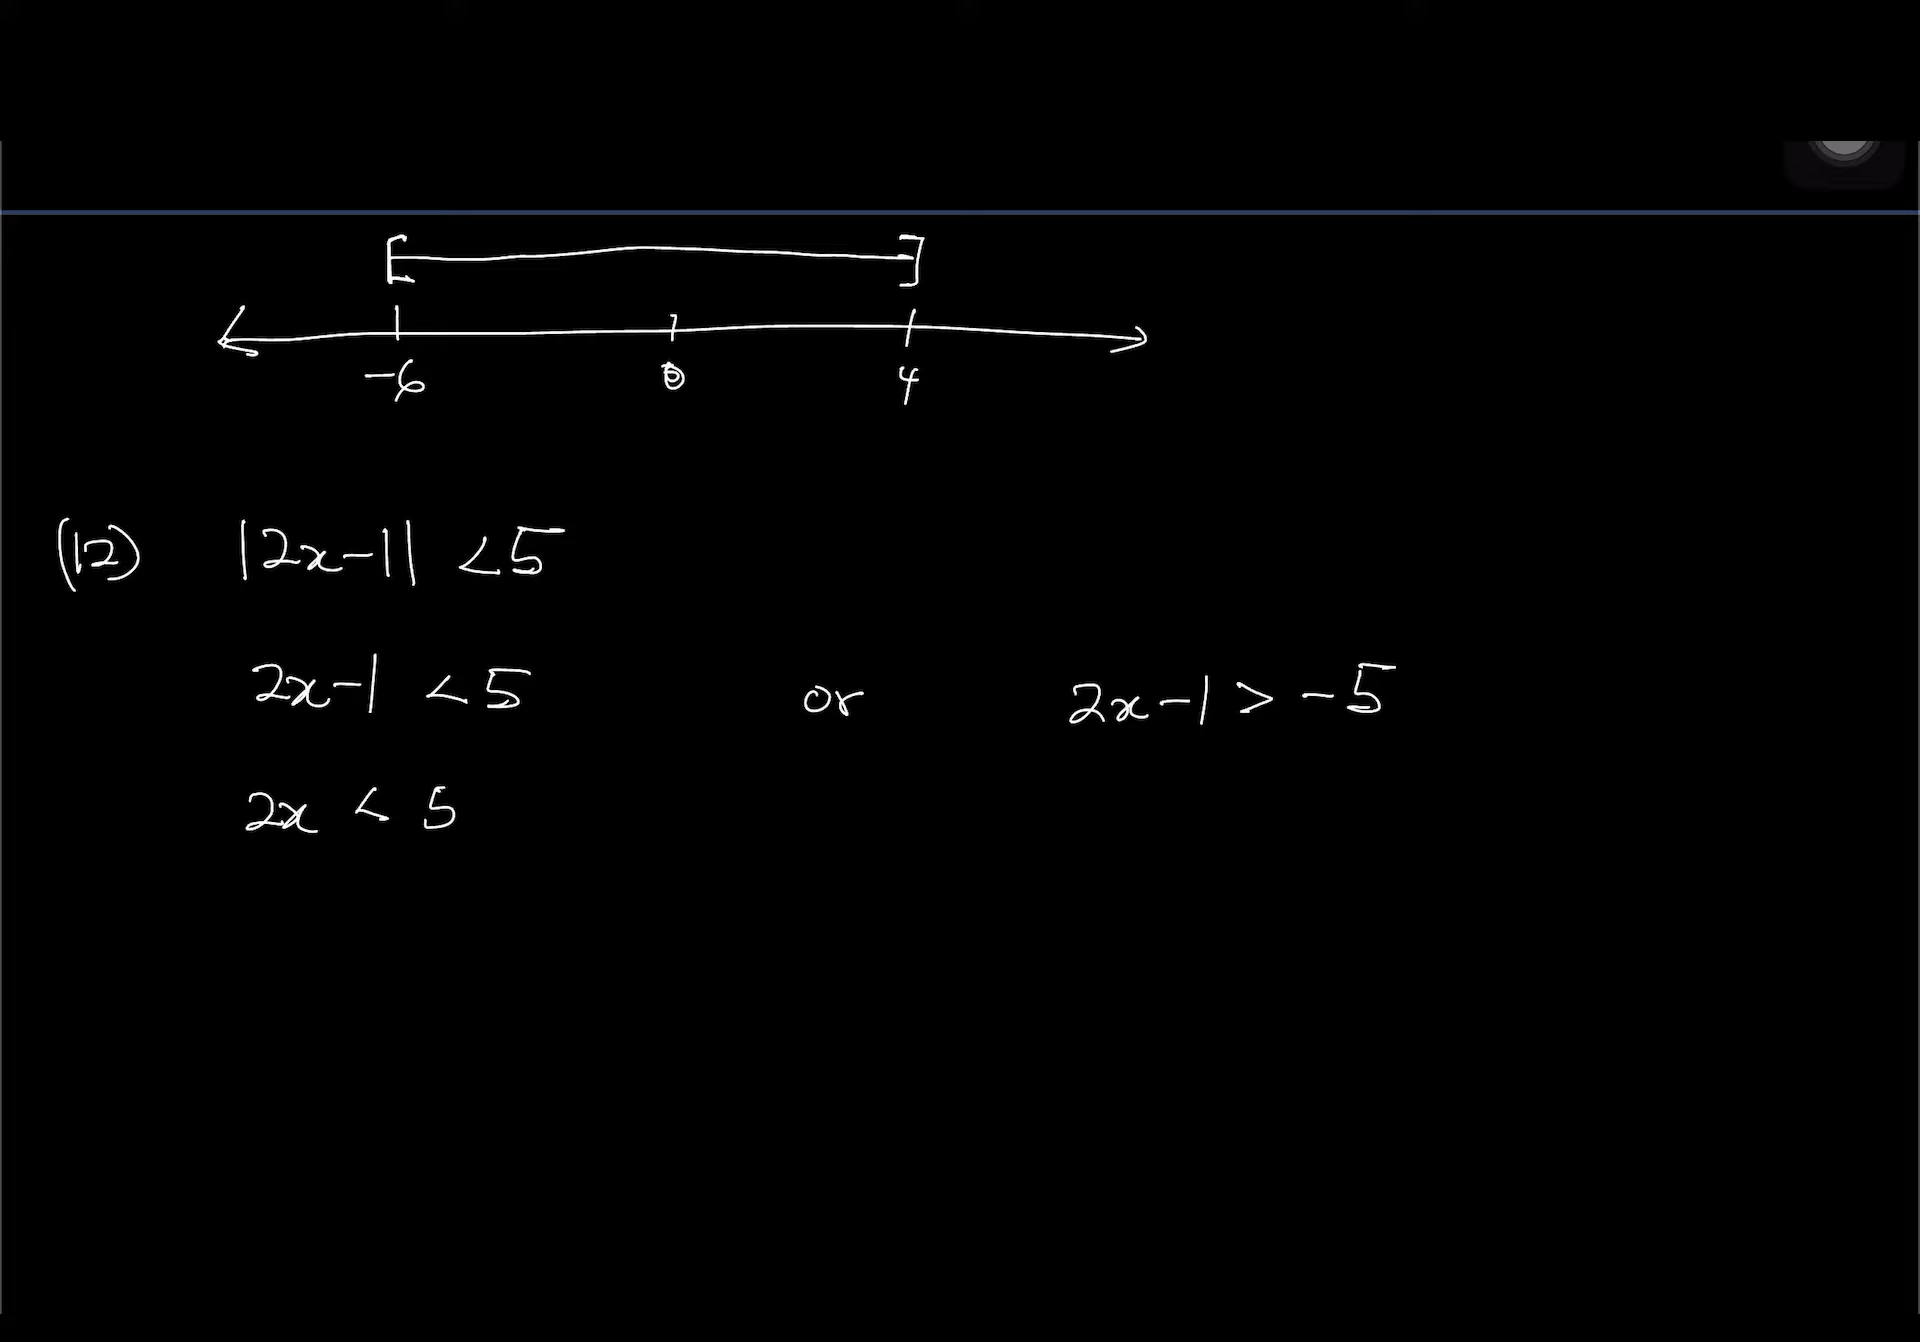 -6 0 4
(12) |2x-1| < 5
2x-1 < 5 or 2x-1 > -5
2x < 5